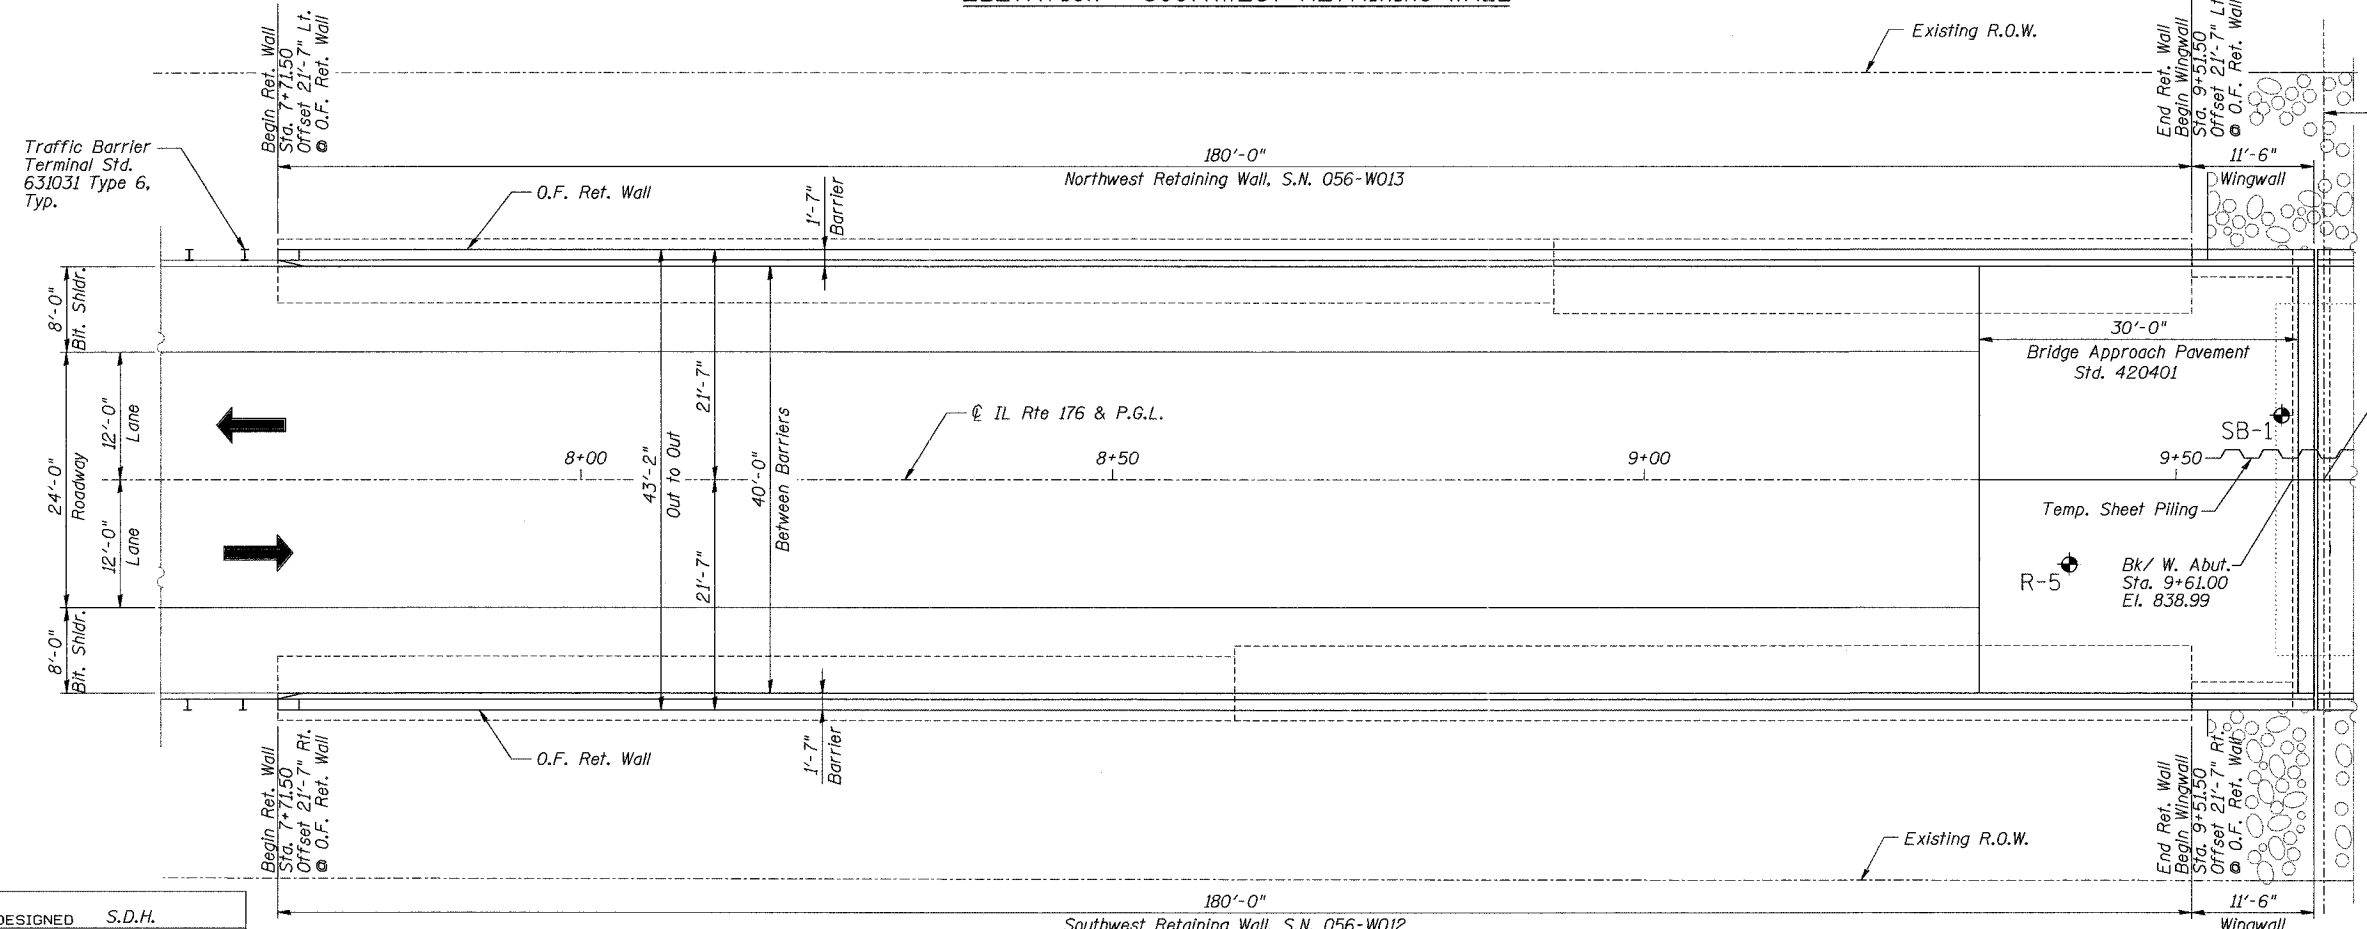 Existing R.O.W.
Begin Ret. Wall
Sta. 7+71.50
Offset 21'-7" Lt.
@ O.F. Ret. Wall
End Ret. Wall
Begin Wingwall
Sta. 9+51.50
Offset 21'-7" Lt.
@ O.F. Ret. Wall
Traffic Barrier
Terminal Std.
631031 Type 6,
Typ.
180'-0"
Northwest Retaining Wall, S.N. 056-W013
11'-6"
Wingwall
O.F. Ret. Wall
1'-7"
Barrier
8'-0"
Bit. Shldr.
24'-0"
Roadway
12'-0"
Lane
12'-0"
Lane
8'-0"
Bit. Shldr.
43'-2"
Out to Out
21'-7"
21'-7"
40'-0"
Between Barriers
℄ IL Rte 176 & P.G.L.
8+00
8+50
9+00
9+50
30'-0"
Bridge Approach Pavement
Std. 420401
SB-1
Temp. Sheet Piling
R-5
Bk/ W. Abut.
Sta. 9+61.00
El. 838.99
O.F. Ret. Wall
1'-7"
Barrier
Begin Ret. Wall
Sta. 7+71.50
Offset 21'-7" Rt.
@ O.F. Ret. Wall
End Ret. Wall
Begin Wingwall
Sta. 9+51.50
Offset 21'-7" Rt.
@ O.F. Ret. Wall
Existing R.O.W.
180'-0"
Southwest Retaining Wall, S.N. 056-W012
11'-6"
Wingwall
DESIGNED S.D.H.